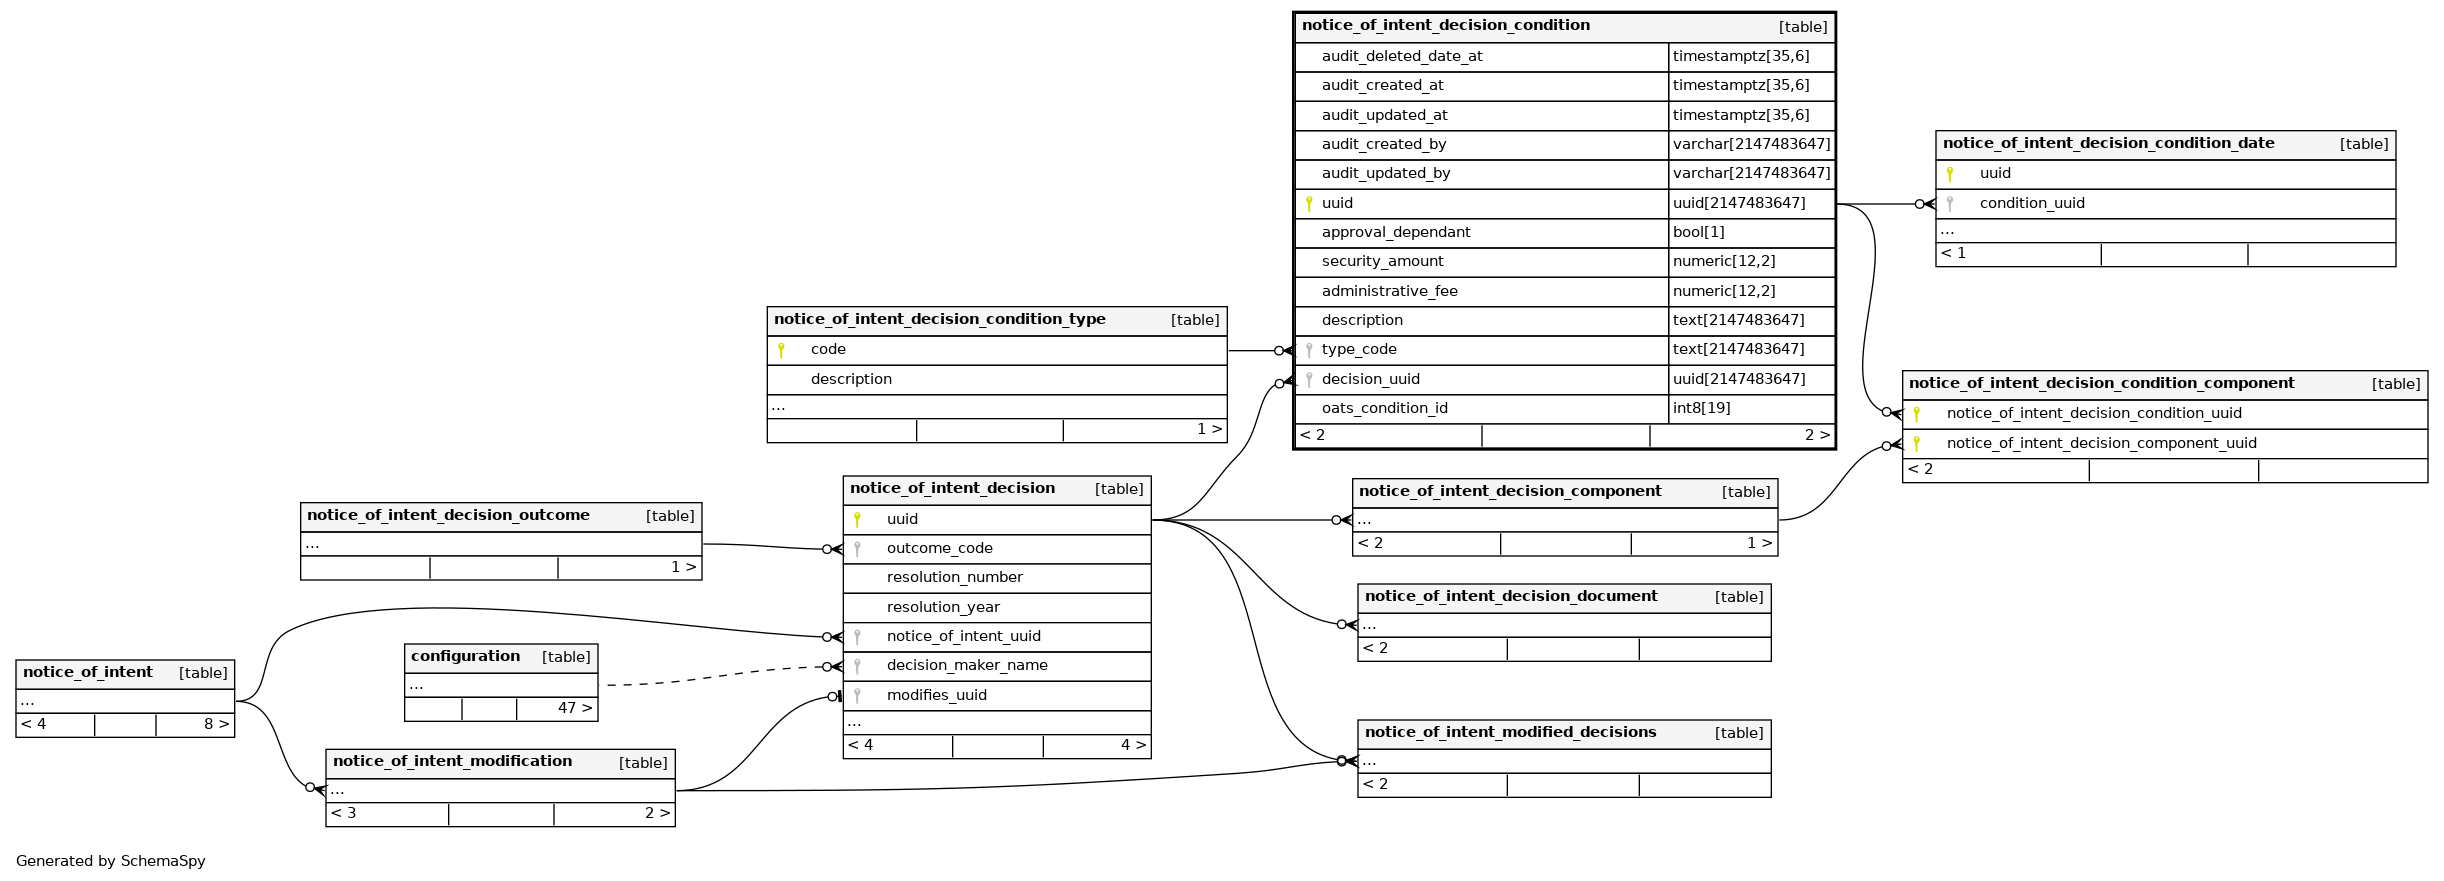 notice_of_intent_decision_condition [table]
audit_deleted_date_at timestamptz[35,6]
audit_created_at timestamptz[35,6]
audit_updated_at timestamptz[35,6]
audit_created_by varchar[2147483647]
audit_updated_by varchar[2147483647]
uuid uuid[2147483647]
approval_dependant bool[1]
security_amount numeric[12,2]
administrative_fee numeric[12,2]
description text[2147483647]
type_code text[2147483647]
decision_uuid uuid[2147483647]
oats_condition_id int8[19]
< 2 2 >
notice_of_intent_decision_condition_date [table]
uuid
condition_uuid
...
< 1
notice_of_intent_decision_condition_type [table]
code
description
...
1 >
notice_of_intent_decision_condition_component [table]
notice_of_intent_decision_condition_uuid
notice_of_intent_decision_component_uuid
< 2
notice_of_intent_decision [table]
uuid
outcome_code
resolution_number
resolution_year
notice_of_intent_uuid
decision_maker_name
modifies_uuid
...
< 4 4 >
notice_of_intent_decision_component [table]
...
< 2 1 >
notice_of_intent_decision_outcome [table]
...
1 >
notice_of_intent_decision_document [table]
...
< 2
configuration [table]
...
47 >
notice_of_intent [table]
...
< 4 8 >
notice_of_intent_modified_decisions [table]
...
< 2
notice_of_intent_modification [table]
...
< 3 2 >
Generated by SchemaSpy